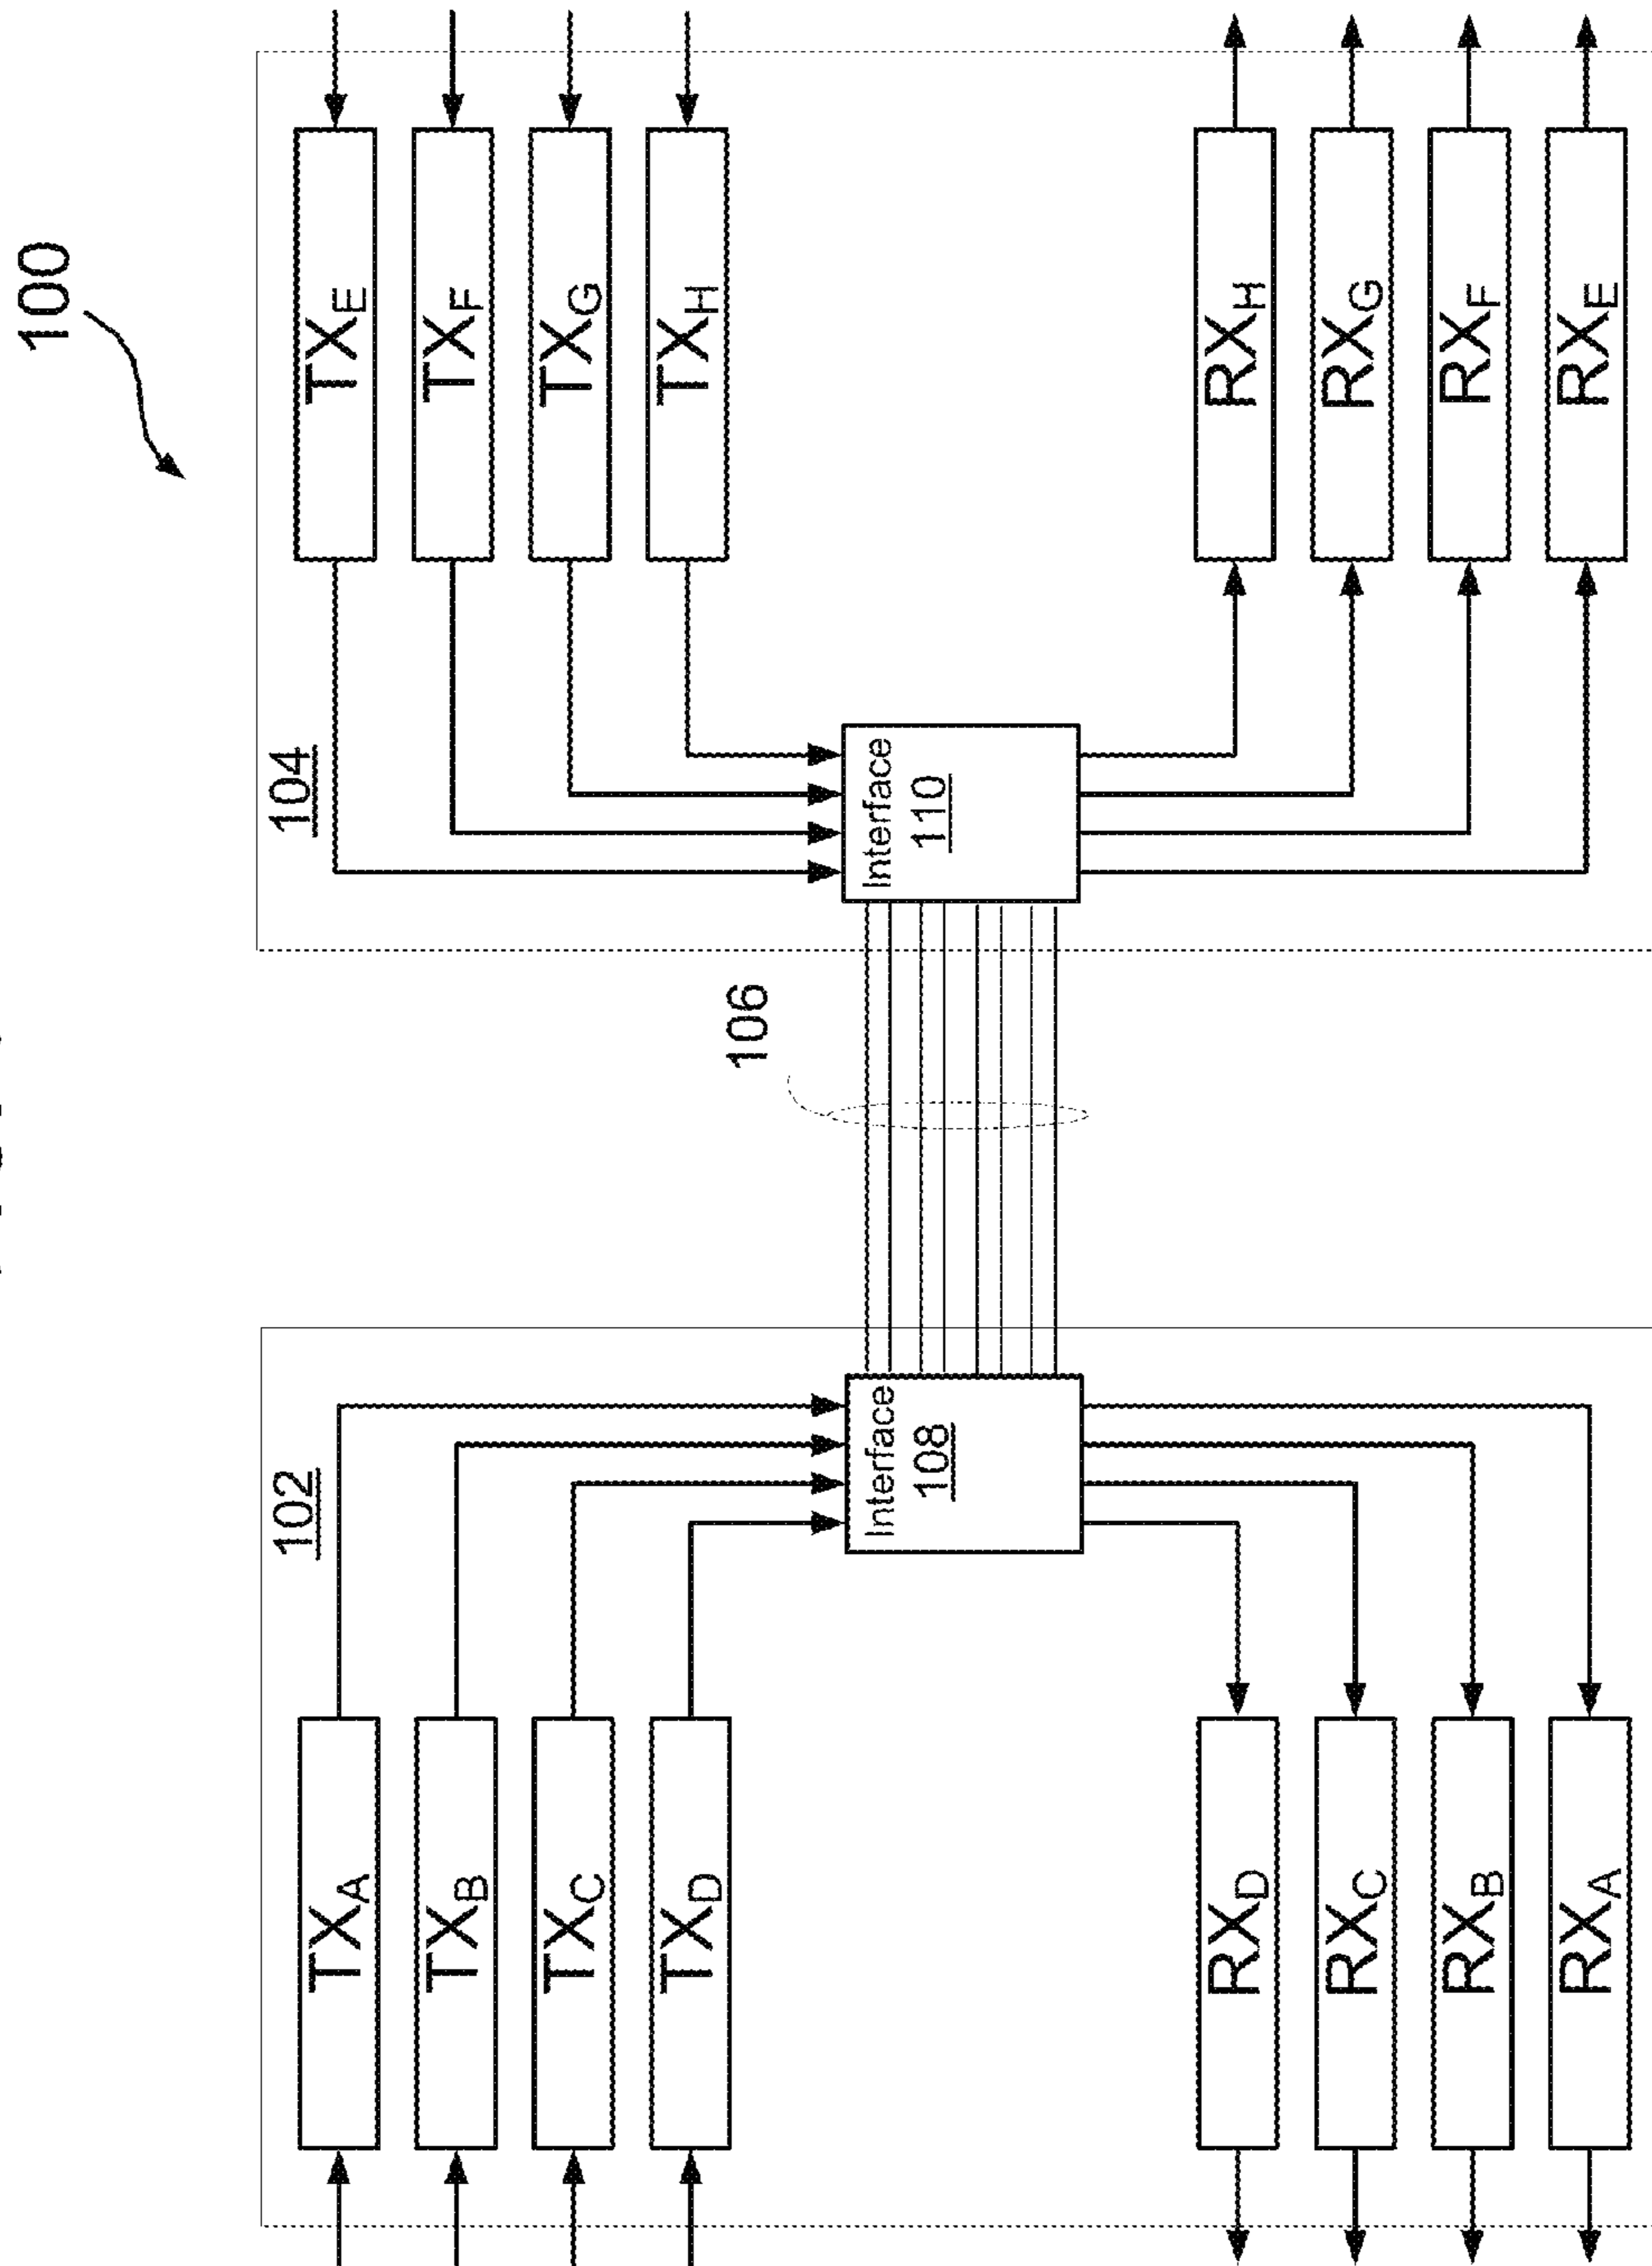 100
102
TXA
TXB
TXC
TXD
Interface
108
RXD
RXC
RXB
RXA
106
104
TXE
TXF
TXG
TXH
Interface
110
RXH
RXG
RXF
RXE